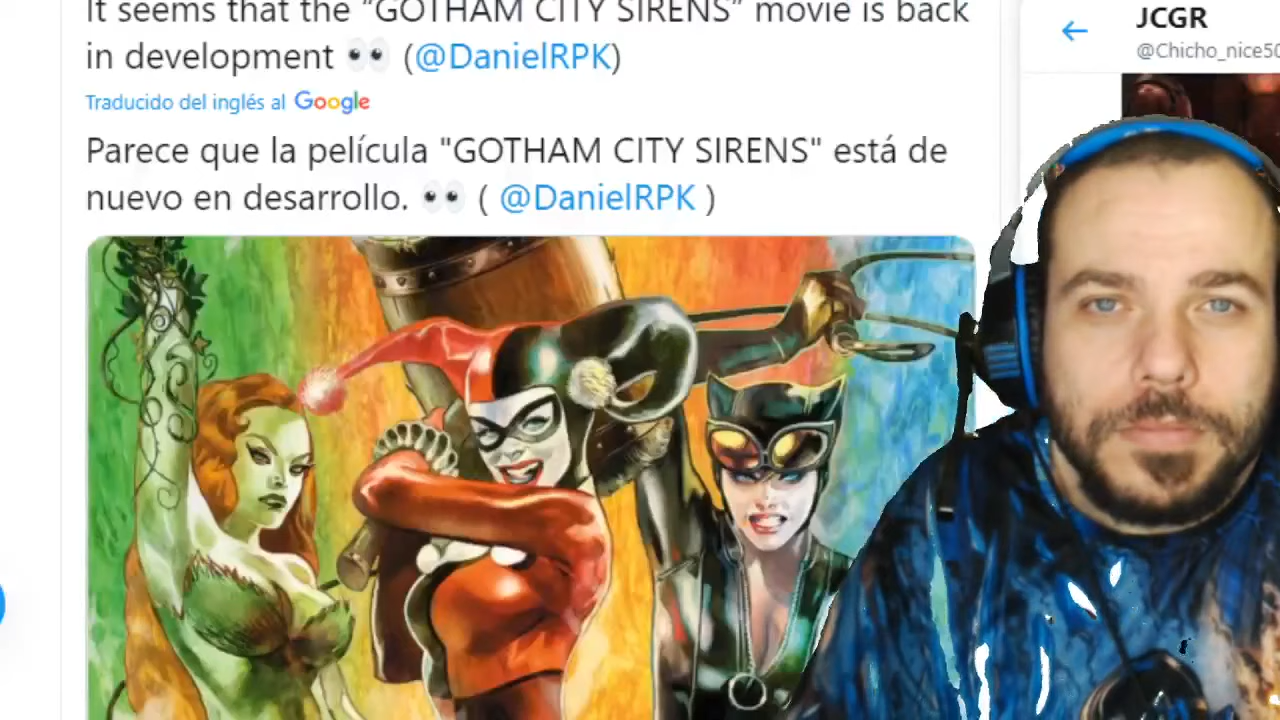 It seems that the "GOTHAM CITY SIRENS" movie is back
in development 👀 (@DanielRPK)
Traducido del inglés al Google
Parece que la película "GOTHAM CITY SIRENS" está de
nuevo en desarrollo. 👀 ( @DanielRPK )
JCGR
@Chicho_nice50